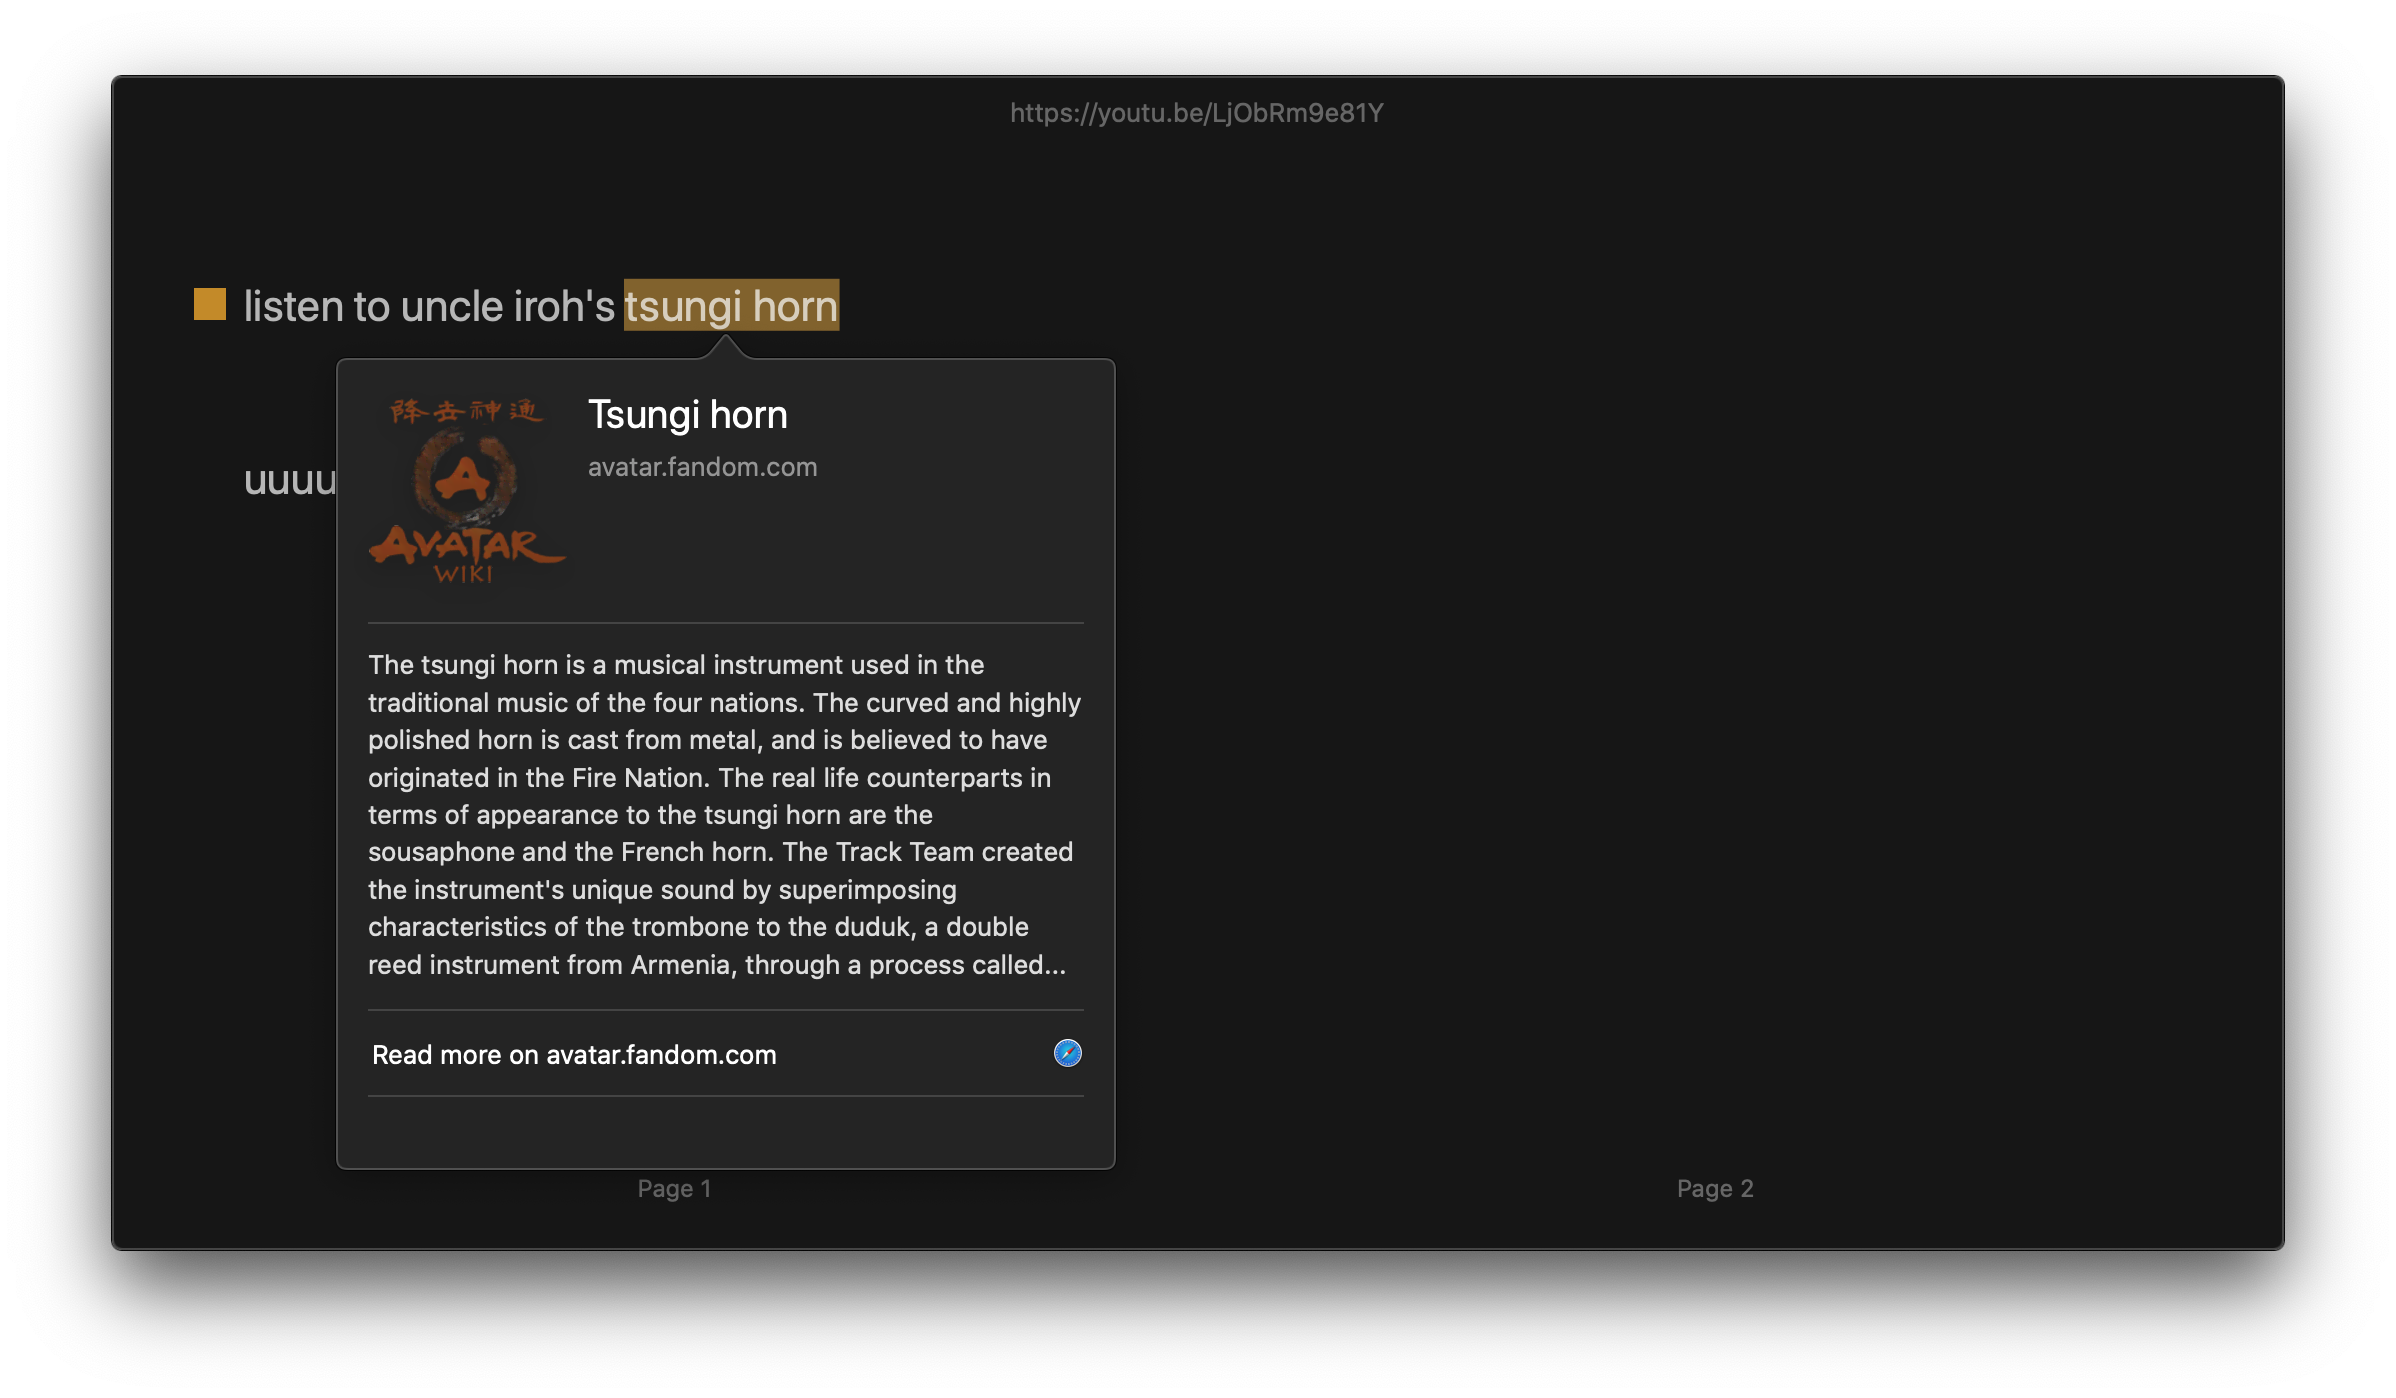 https://youtu.be/LjObRm9e81Y
listen to uncle iroh's tsungi horn
uuuu
降去神通
A
AVATAR
WIKI
Tsungi horn
avatar.fandom.com
The tsungi horn is a musical instrument used in the
traditional music of the four nations. The curved and highly
polished horn is cast from metal, and is believed to have
originated in the Fire Nation. The real life counterparts in
terms of appearance to the tsungi horn are the
sousaphone and the French horn. The Track Team created
the instrument's unique sound by superimposing
characteristics of the trombone to the duduk, a double
reed instrument from Armenia, through a process called...
Read more on avatar.fandom.com
Page 1
Page 2